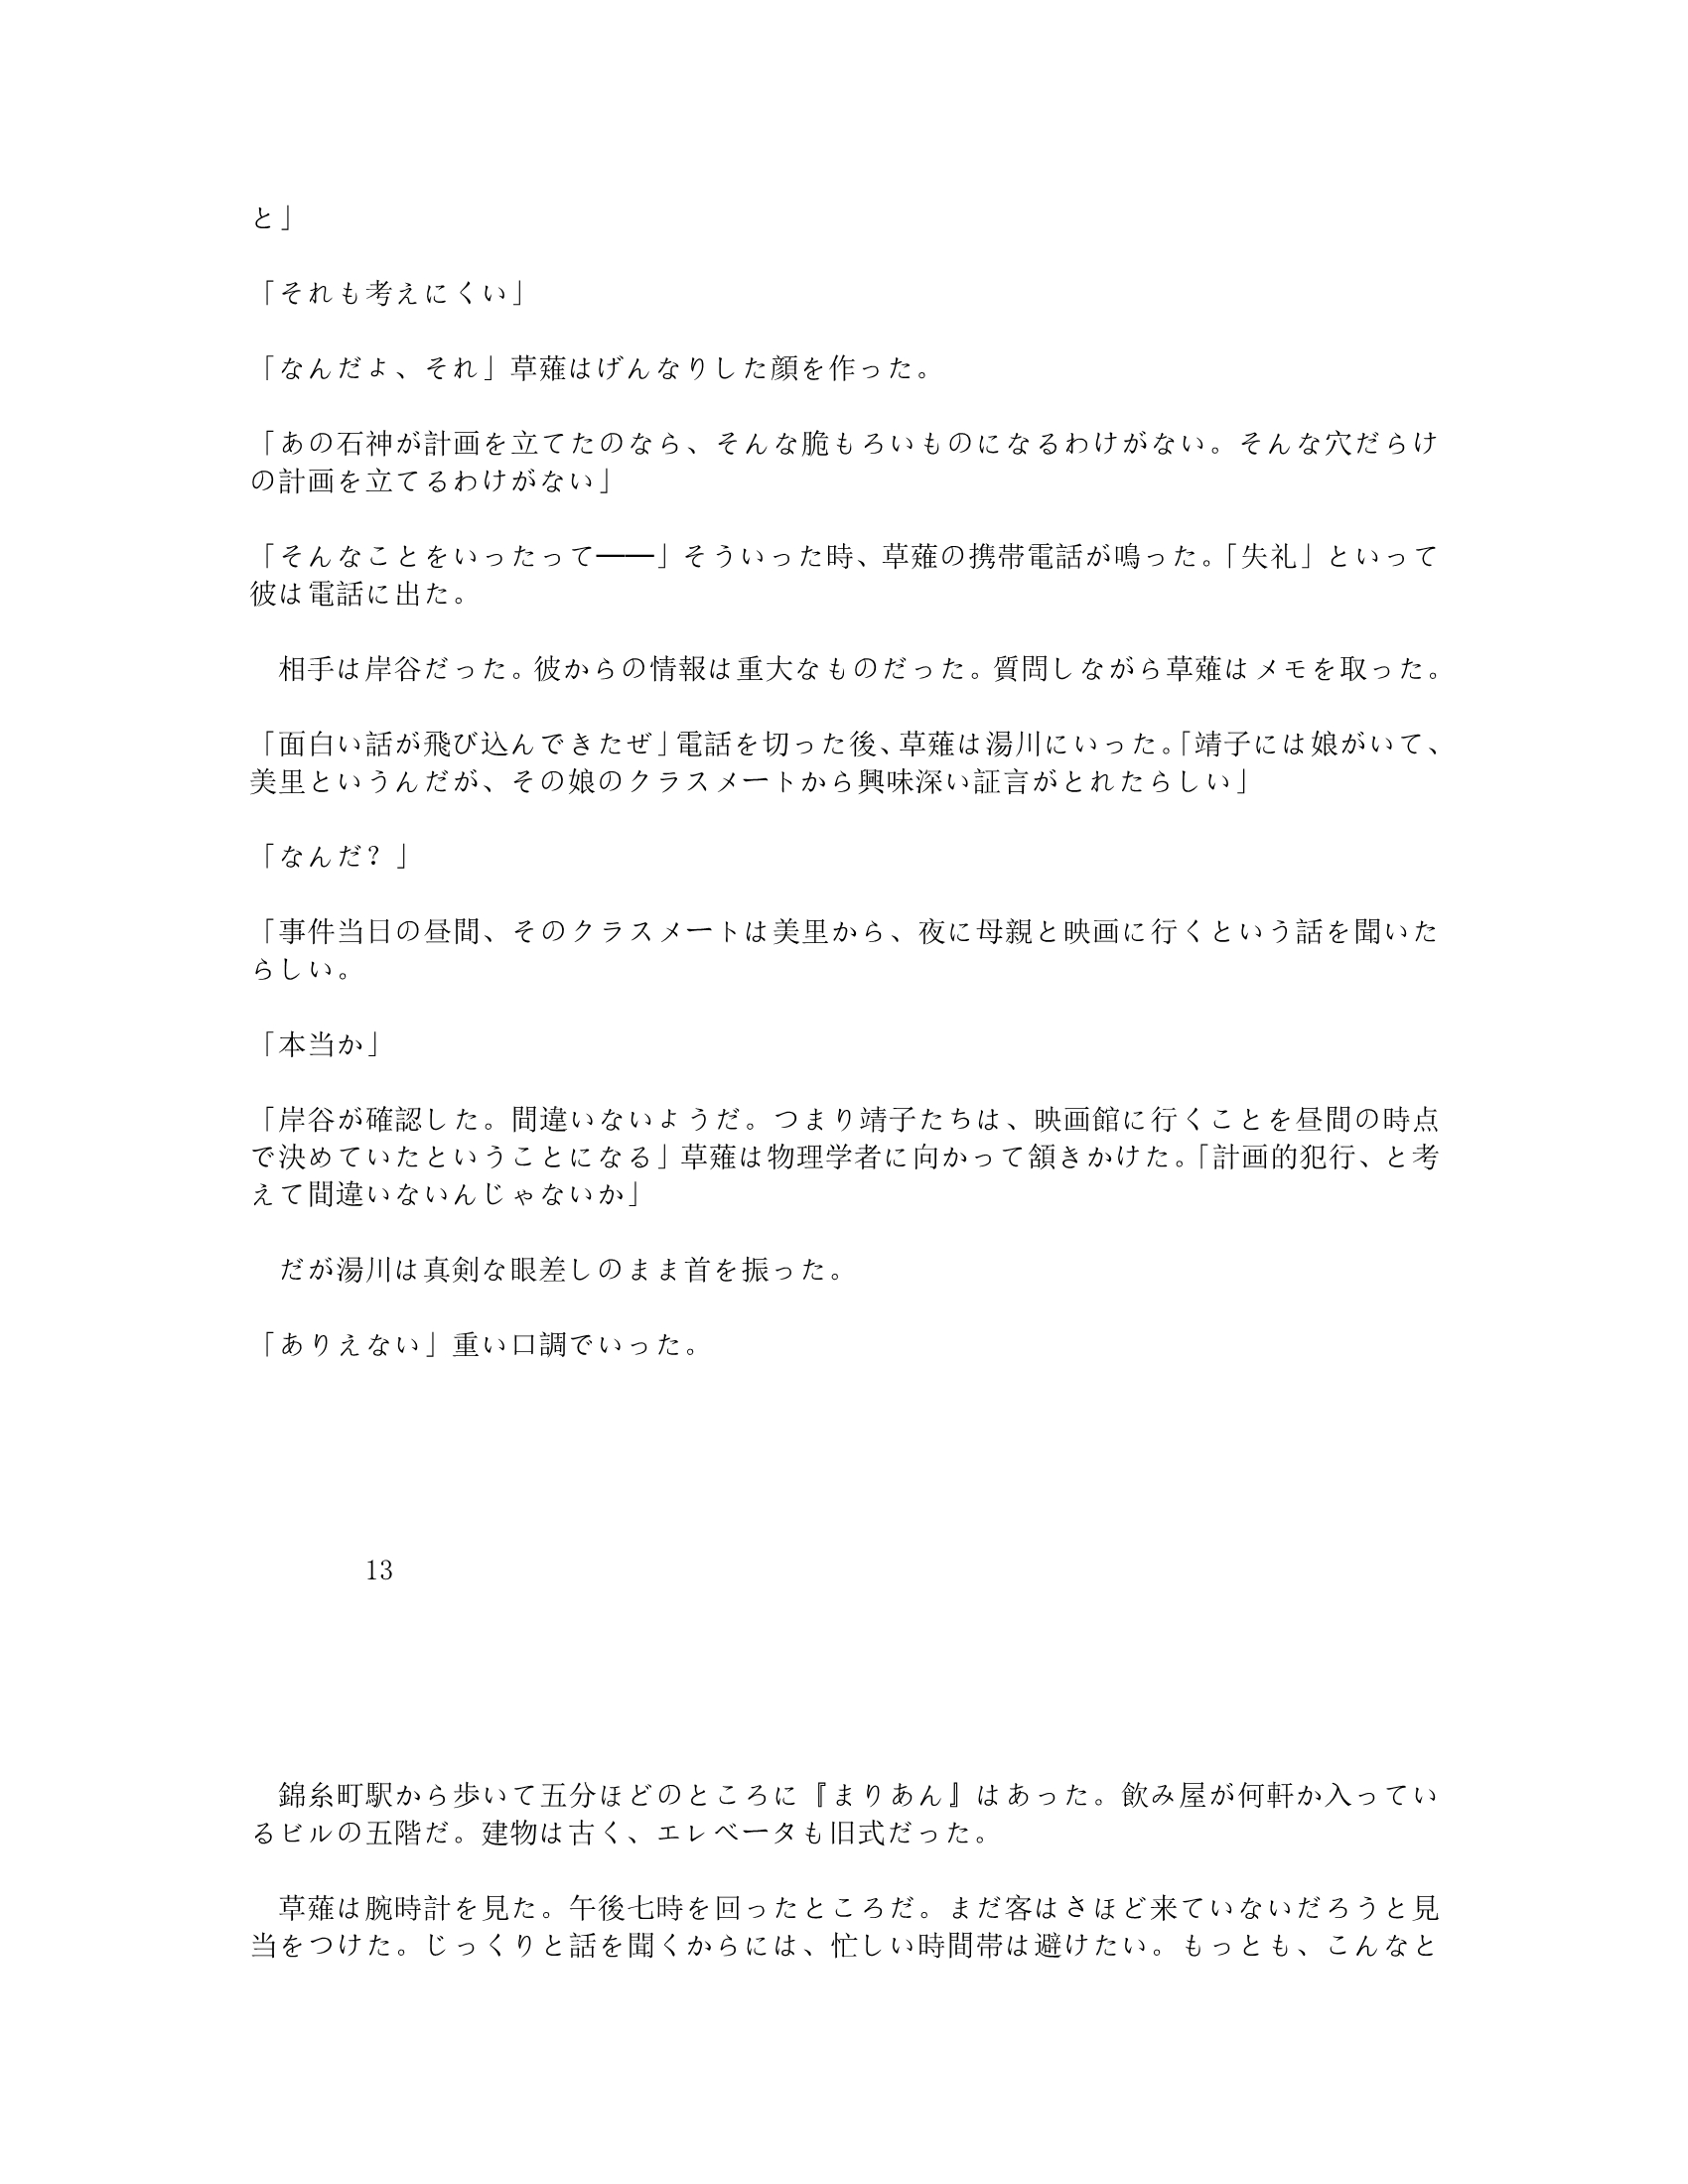 と」
「それも考えにくい」
「なんだよ、それ」草薙はげんなりした顔を作った。
「あの石神が計画を立てたのなら、そんな脆もろいものになるわけがない。そんな穴だらけ
の計画を立てるわけがない」
「そんなことをいったって━━」そういった時、草薙の携帯電話が鳴った。「失礼」といって
彼は電話に出た。
　相手は岸谷だった。彼からの情報は重大なものだった。質問しながら草薙はメモを取った。
「面白い話が飛び込んできたぜ」電話を切った後、草薙は湯川にいった。「靖子には娘がいて、
美里というんだが、その娘のクラスメートから興味深い証言がとれたらしい」
「なんだ？」
「事件当日の昼間、そのクラスメートは美里から、夜に母親と映画に行くという話を聞いた
らしい。
「本当か」
「岸谷が確認した。間違いないようだ。つまり靖子たちは、映画館に行くことを昼間の時点
で決めていたということになる」草薙は物理学者に向かって頷きかけた。「計画的犯行、と考
えて間違いないんじゃないか」
　だが湯川は真剣な眼差しのまま首を振った。
「ありえない」重い口調でいった。
13
　錦糸町駅から歩いて五分ほどのところに『まりあん』はあった。飲み屋が何軒か入ってい
るビルの五階だ。建物は古く、エレベータも旧式だった。
　草薙は腕時計を見た。午後七時を回ったところだ。まだ客はさほど来ていないだろうと見
当をつけた。じっくりと話を聞くからには、忙しい時間帯は避けたい。もっとも、こんなと